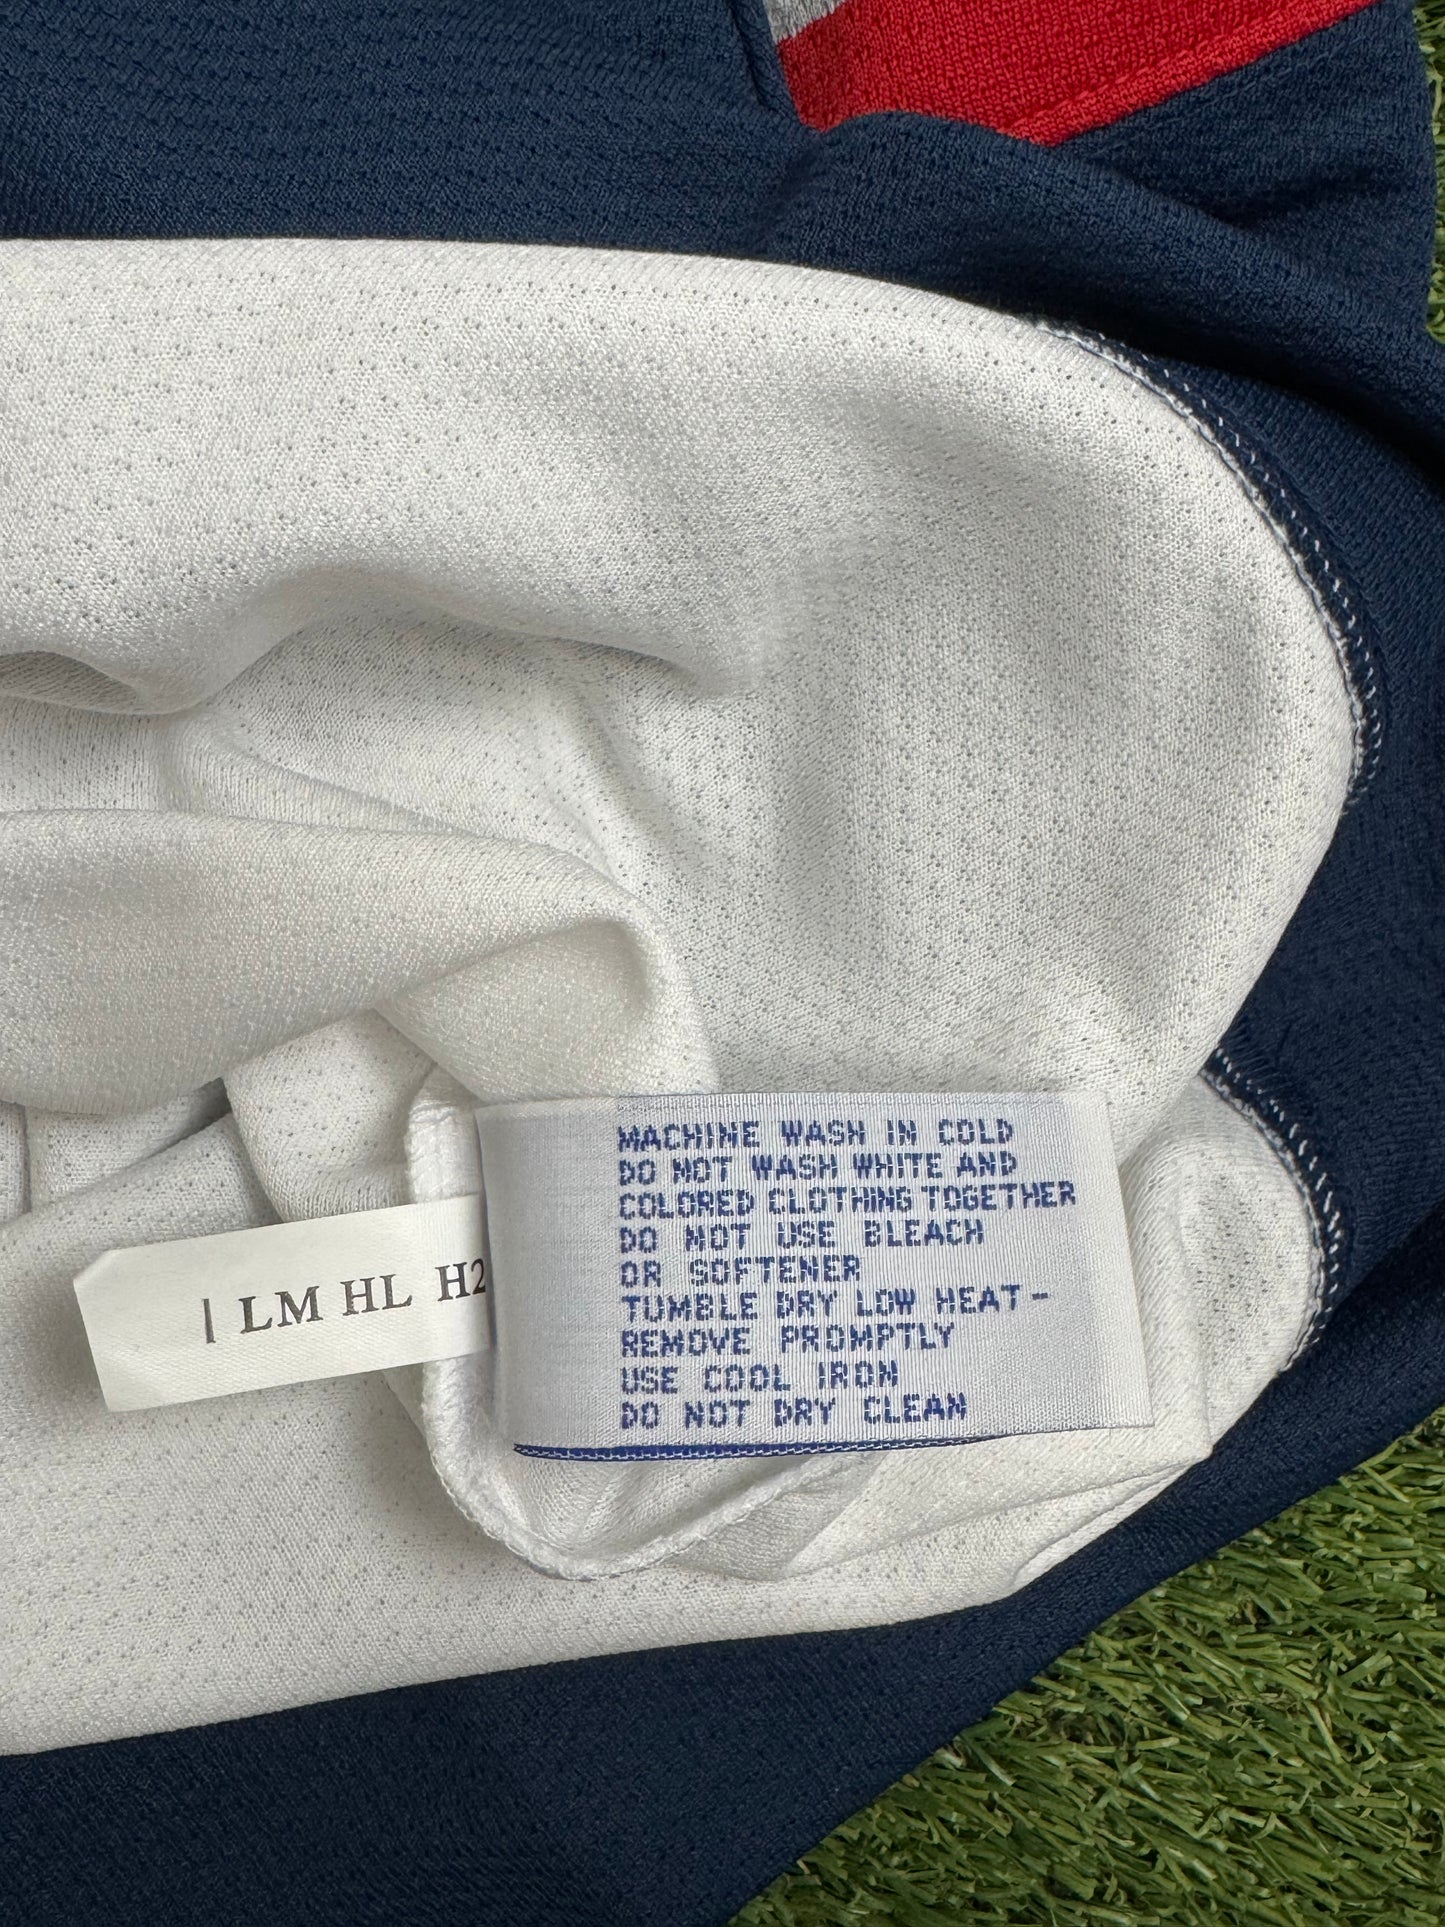 MACHINE WASH IN COLD
DO NOT WASH WHITE AND
COLORED CLOTHING TOGETHER
DO NOT USE BLEACH
OR SOFTENER
TUMBLE DRY LOW HEAT-
REMOVE PROMPTLY
USE COOL IRON
DO NOT DRY CLEAN
| LM HL H2